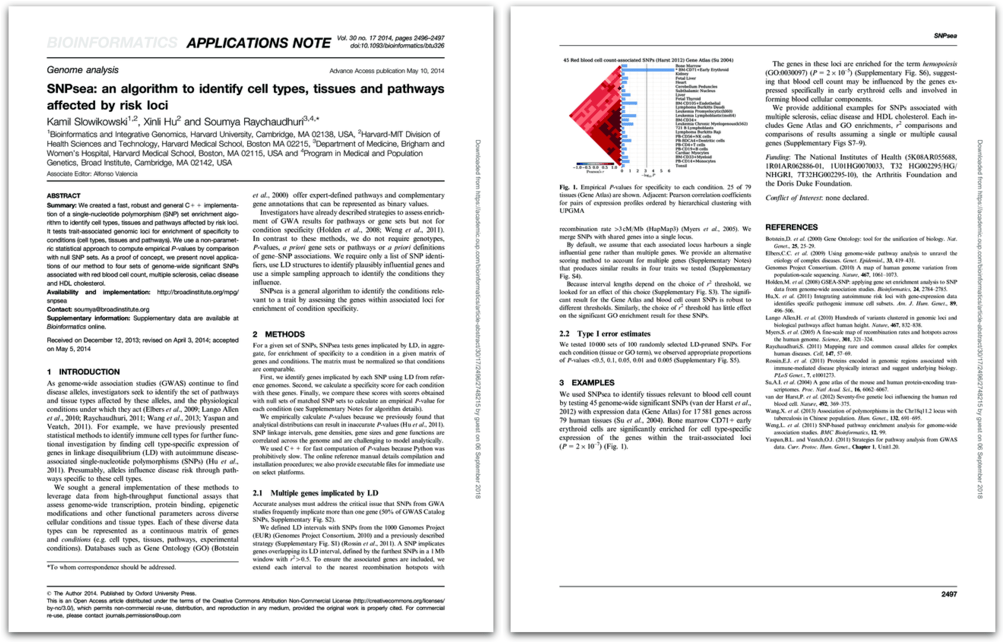 BIOINFORMATICS APPLICATIONS NOTE
Vol. 30 no. 17 2014, pages 2496–2497
doi:10.1093/bioinformatics/btu326
Genome analysis
Advance Access publication May 10, 2014
SNPsea: an algorithm to identify cell types, tissues and pathways
affected by risk loci
Kamil Slowikowski1,2, Xinli Hu2 and Soumya Raychaudhuri3,4,*
1Bioinformatics and Integrative Genomics, Harvard University, Cambridge, MA 02138, USA, 2Harvard-MIT Division of
Health Sciences and Technology, Harvard Medical School, Boston MA 02215, 3Department of Medicine, Brigham and
Women's Hospital, Harvard Medical School, Boston, MA 02115, USA and 4Program in Medical and Population
Genetics, Broad Institute, Cambridge, MA 02142, USA
Associate Editor: Alfonso Valencia
ABSTRACT
Summary: We created a fast, robust and general C++ implementa-
tion of a single-nucleotide polymorphism (SNP) set enrichment algo-
rithm to identify cell types, tissues and pathways affected by risk loci.
It tests trait-associated genomic loci for enrichment of specificity to
conditions (cell types, tissues and pathways). We use a non-paramet-
ric statistical approach to compute empirical P-values by comparison
with null SNP sets. As a proof of concept, we present novel applica-
tions of our method to four sets of genome-wide significant SNPs
associated with red blood cell count, multiple sclerosis, celiac disease
and HDL cholesterol.
Availability and implementation: http://broadinstitute.org/mpg/
snpsea
Contact: soumya@broadinstitute.org
Supplementary information: Supplementary data are available at
Bioinformatics online.
Received on December 12, 2013; revised on April 3, 2014; accepted
on May 5, 2014
1 INTRODUCTION
As genome-wide association studies (GWAS) continue to find
disease alleles, investigators seek to identify the set of pathways
and tissue types affected by these alleles, and the physiological
conditions under which they act (Elbers et al., 2009; Lango Allen
et al., 2010; Raychaudhuri, 2011; Wang et al., 2013; Yaspan and
Veatch, 2011). For example, we have previously presented
statistical methods to identify immune cell types for further func-
tional investigation by finding cell type-specific expression of
genes in linkage disequilibrium (LD) with autoimmune disease-
associated single-nucleotide polymorphisms (SNPs) (Hu et al.,
2011). Presumably, alleles influence disease risk through path-
ways specific to these cell types.
We sought a general implementation of these methods to
leverage data from high-throughput functional assays that
assess genome-wide transcription, protein binding, epigenetic
modifications and other functional parameters across diverse
cellular conditions and tissue types. Each of these diverse data
types can be represented as a continuous matrix of genes
and conditions (e.g. cell types, tissues, pathways, experimental
conditions). Databases such as Gene Ontology (GO) (Botstein
*To whom correspondence should be addressed.
et al., 2000) offer expert-defined pathways and complementary
gene annotations that can be represented as binary values.
Investigators have already described strategies to assess enrich-
ment of GWA results for pathways or gene sets but not for
condition specificity (Holden et al., 2008; Weng et al., 2011).
In contrast to these methods, we do not require genotypes,
P-values, a priori gene sets or pathways or a priori definitions
of gene–SNP associations. We require only a list of SNP identi-
fiers, use LD structures to identify plausibly influential genes and
use a simple sampling approach to identify the conditions they
influence.
SNPsea is a general algorithm to identify the conditions rele-
vant to a trait by assessing the genes within associated loci for
enrichment of condition specificity.
2 METHODS
For a given set of SNPs, SNPsea tests genes implicated by LD, in aggre-
gate, for enrichment of specificity to a condition in a given matrix of
genes and conditions. The matrix must be normalized so that conditions
are comparable.
First, we identify genes implicated by each SNP using LD from refer-
ence genomes. Second, we calculate a specificity score for each condition
with these genes. Finally, we compare these scores with scores obtained
with null sets of matched SNP sets to calculate an empirical P-value for
each condition (see Supplementary Notes for algorithm details).
We empirically calculate P-values because we previously found that
analytical distributions can result in inaccurate P-values (Hu et al., 2011).
SNP linkage intervals, gene densities, gene sizes and gene functions are
correlated across the genome and are challenging to model analytically.
We used C++ for fast computation of P-values because Python was
prohibitively slow. The online reference manual details compilation and
installation procedures; we also provide executable files for immediate use
on select platforms.
2.1 Multiple genes implicated by LD
Accurate analyses must address the critical issue that SNPs from GWA
studies frequently implicate more than one gene (50% of GWAS Catalog
SNPs, Supplementary Fig. S2).
We defined LD intervals with SNPs from the 1000 Genomes Project
(EUR) (Genomes Project Consortium, 2010) and a previously described
strategy (Supplementary Fig. S1) (Rossin et al., 2011). A SNP implicates
genes overlapping its LD interval, defined by the furthest SNPs in a 1 Mb
window with r2>0.5. To ensure the associated genes are included, we
extend each interval to the nearest recombination hotspots with
© The Author 2014. Published by Oxford University Press.
This is an Open Access article distributed under the terms of the Creative Commons Attribution Non-Commercial License (http://creativecommons.org/licenses/
by-nc/3.0/), which permits non-commercial re-use, distribution, and reproduction in any medium, provided the original work is properly cited. For commercial
re-use, please contact journals.permissions@oup.com
Downloaded from https://academic.oup.com/bioinformatics/article-abstract/30/17/2496/2748215 by guest on 06 September 2018
SNPsea
45 Red blood cell count-associated SNPs (Harst 2012) Gene Atlas (Su 2004)
Bone Marrow
* BM-CD71+Early Erythroid
Kidney
Fetal Liver
Heart
Cerebellum Peduncles
Subthalamic Nucleus
Liver
Fetal Thyroid
BM-CD105+Endothelial
Lymphoma Burkitts Daudi
Leukemia Promyelocytic
Leukemia Lymphoblastic
BM-CD34+
Leukemia Chronic Myelogenous
721 B Lymphoblasts
Lymphoma Burkitts Raji
PB-CD56+NK cells
PB-BDCA4+Dentritic cells
PB-CD8+T cells
PB-CD4+T cells
PB-CD19+B cells
Cardiac Myocytes
BM-CD33+Myeloid
PB-CD14+Monocytes
Tonsil
Fig. 1. Empirical P-values for specificity to each condition. 25 of 79
tissues (Gene Atlas) are shown. Adjacent: Pearson correlation coefficients
for pairs of expression profiles ordered by hierarchical clustering with
UPGMA
recombination rate >3 cM/Mb (HapMap3) (Myers et al., 2005). We
merge SNPs with shared genes into a single locus.
By default, we assume that each associated locus harbours a single
influential gene rather than multiple genes. We provide an alternative
scoring method to account for multiple genes (Supplementary Notes)
that produces similar results in four traits we tested (Supplementary
Fig. S4).
Because interval lengths depend on the choice of r2 threshold, we
looked for an effect of this choice (Supplementary Fig. S3). The signifi-
cant result for the Gene Atlas and blood cell count SNPs is robust to
different thresholds. Similarly, the choice of r2 threshold has little effect
on the significant GO enrichment result for these SNPs.
2.2 Type I error estimates
We tested 10 000 sets of 100 randomly selected LD-pruned SNPs. For
each condition (tissue or GO term), we observed appropriate proportions
of P-values <0.5, 0.1, 0.05, 0.01 and 0.005 (Supplementary Fig. S5).
3 EXAMPLES
We used SNPsea to identify tissues relevant to blood cell count
by testing 45 genome-wide significant SNPs (van der Harst et al.,
2012) with expression data (Gene Atlas) for 17 581 genes across
79 human tissues (Su et al., 2004). Bone marrow CD71+ early
erythroid cells are significantly enriched for cell type-specific
expression of the genes within the trait-associated loci
(P = 2 × 10−7) (Fig. 1).
The genes in these loci are enriched for the term hemopoiesis
(GO:0030097) (P = 2 × 10−5) (Supplementary Fig. S6), suggest-
ing that blood cell count may be influenced by the genes ex-
pressed specifically in early erythroid cells and involved in
forming blood cellular components.
We provide additional examples for SNPs associated with
multiple sclerosis, celiac disease and HDL cholesterol. Each in-
cludes Gene Atlas and GO enrichments, r2 comparisons and
comparisons of results assuming a single or multiple causal
genes (Supplementary Figs S7–9).
Funding: The National Institutes of Health (5K08AR055688,
1R01AR062886-01, 1U01HG0070033, T32 HG002295/HG/
NHGRI, T732HG002295-10), the Arthritis Foundation and
the Doris Duke Foundation.
Conflict of Interest: none declared.
REFERENCES
Botstein,D. et al. (2000) Gene Ontology: tool for the unification of biology. Nat.
Genet., 25, 25–29.
Elbers,C.C. et al. (2009) Using genome-wide pathway analysis to unravel the
etiology of complex diseases. Genet. Epidemiol., 33, 419–431.
Genomes Project Consortium. (2010) A map of human genome variation from
population-scale sequencing. Nature, 467, 1061–1073.
Holden,M. et al. (2008) GSEA-SNP: applying gene set enrichment analysis to SNP
data from genome-wide association studies. Bioinformatics, 24, 2784–2785.
Hu,X. et al. (2011) Integrating autoimmune risk loci with gene-expression data
identifies specific pathogenic immune cell subsets. Am. J. Hum. Genet., 89,
496–506.
Lango Allen,H. et al. (2010) Hundreds of variants clustered in genomic loci and
biological pathways affect human height. Nature, 467, 832–838.
Myers,S. et al. (2005) A fine-scale map of recombination rates and hotspots across
the human genome. Science, 301, 321–324.
Raychaudhuri,S. (2011) Mapping rare and common causal alleles for complex
human diseases. Cell, 147, 57–69.
Rossin,E.J. et al. (2011) Proteins encoded in genomic regions associated with
immune-mediated disease physically interact and suggest underlying biology.
PLoS Genet., 7, e1001273.
Su,A.I. et al. (2004) A gene atlas of the mouse and human protein-encoding tran-
scriptomes. Proc. Natl Acad. Sci., 16, 6062–6067.
van der Harst,P. et al. (2012) Seventy-five genetic loci influencing the human red
blood cell. Nature, 492, 369–375.
Wang,X. et al. (2013) Association of polymorphisms in the Chr18q11.2 locus with
tuberculosis in Chinese population. Hum. Genet., 132, 691–695.
Weng,L. et al. (2011) SNP-based pathway enrichment analysis for genome-wide
association studies. BMC Bioinformatics, 12, 99.
Yaspan,B.L. and Veatch,O.J. (2011) Strategies for pathway analysis from GWAS
data. Curr. Protoc. Hum. Genet., Chapter 1, Unit1.20.
2497
Downloaded from https://academic.oup.com/bioinformatics/article-abstract/30/17/2496/2748215 by guest on 06 September 2018